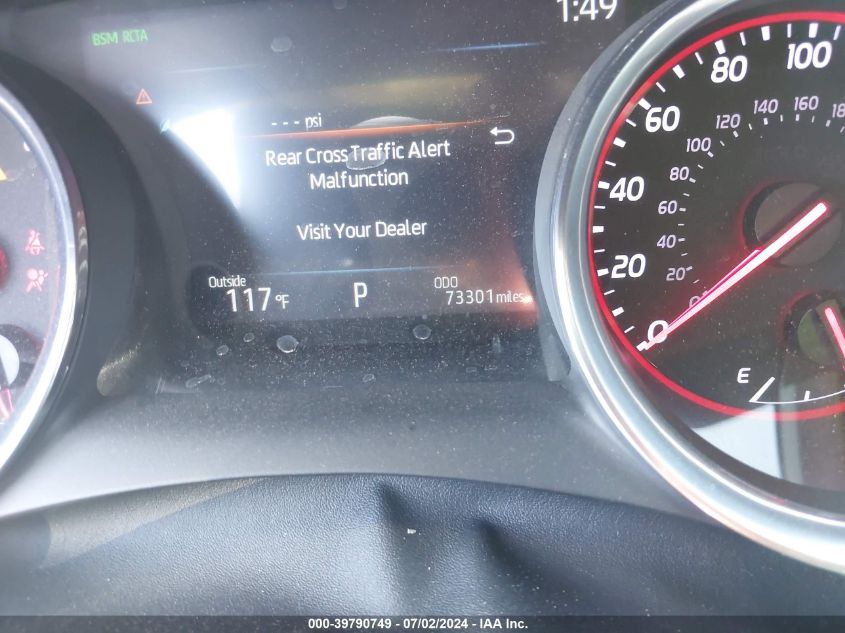 1:49
BSM RCTA
- - - psi
Rear Cross Traffic Alert
Malfunction
Visit Your Dealer
Outside
117°F
P
ODO
73301 miles
0
20
40
60
80
100
0
20
40
60
80
100
120
140
160
E
000-39790749 - 07/02/2024 - IAA Inc.